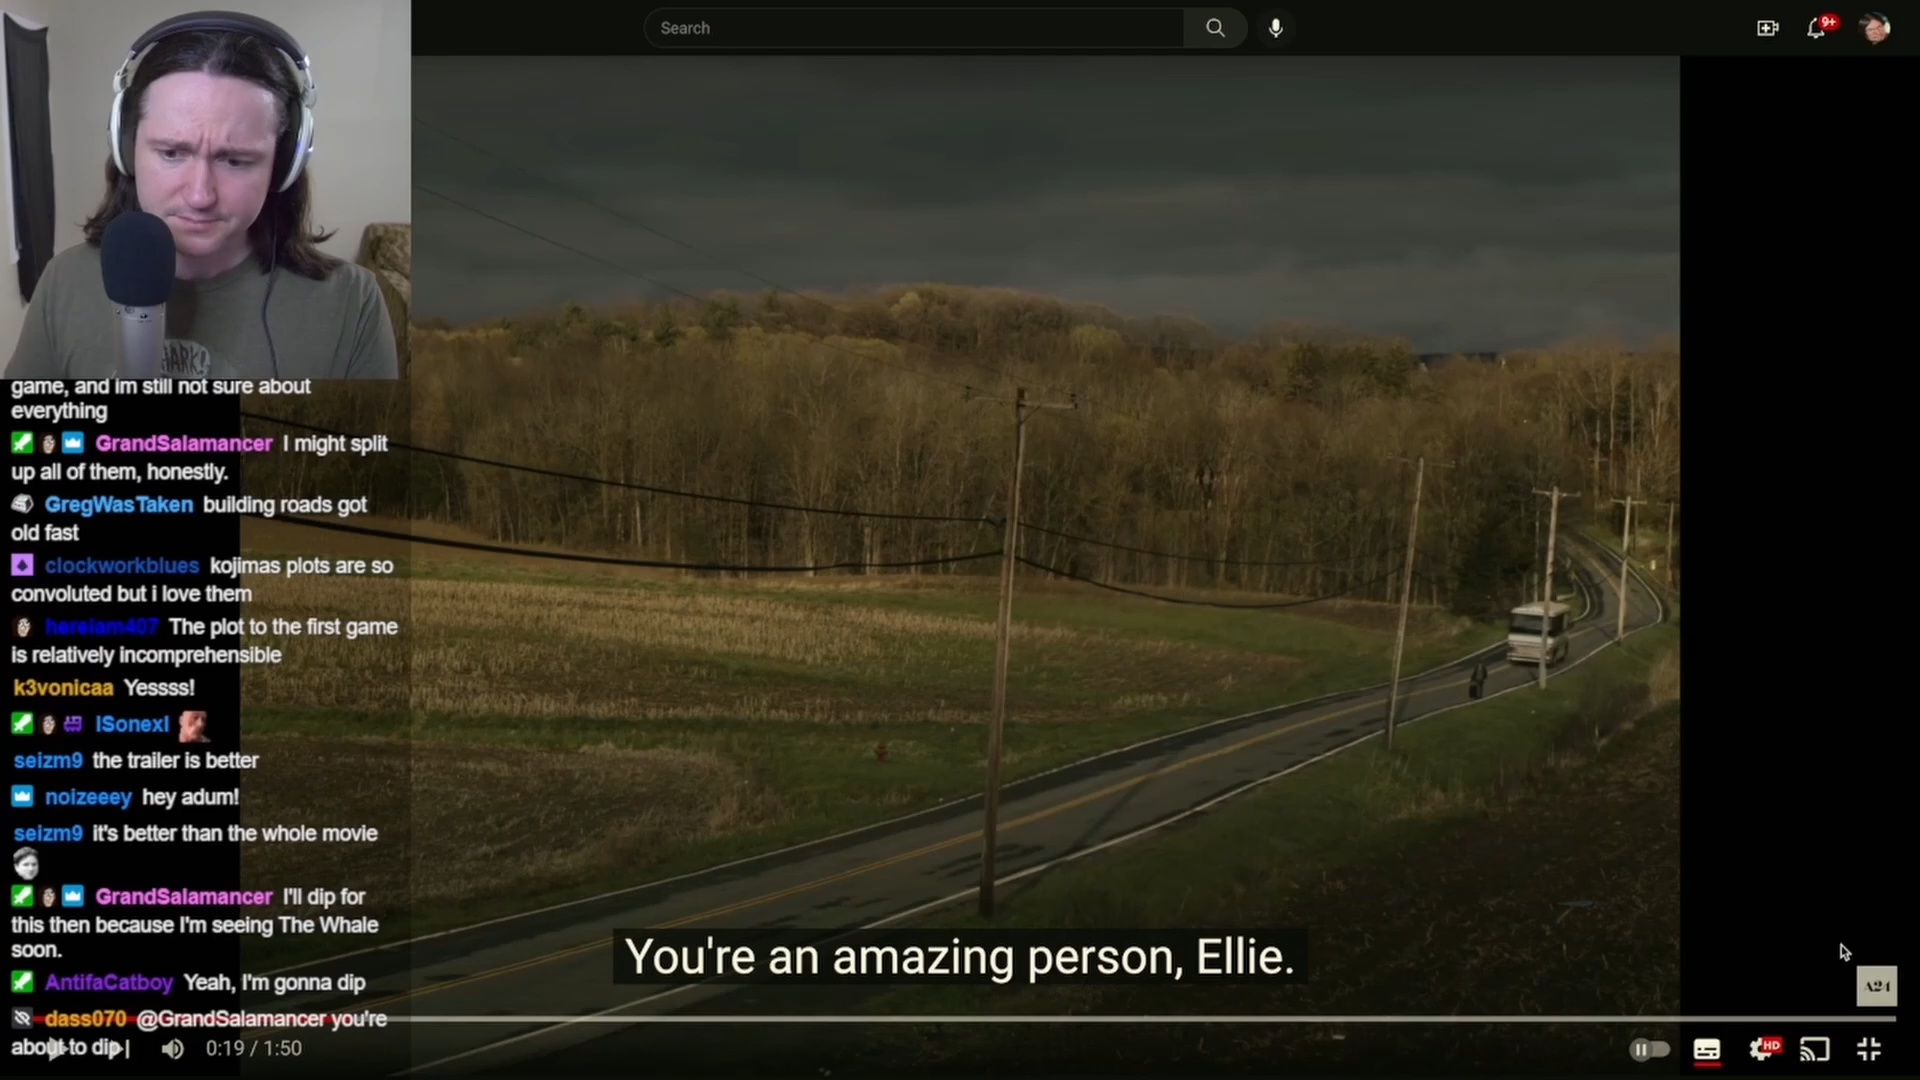 Search
9+
HARK!
game, and im still not sure about
everything
GrandSalamancer I might split
up all of them, honestly.
GregWasTaken building roads got
old fast
clockworkblues kojimas plots are so
convoluted but i love them
hereIam407 The plot to the first game
is relatively incomprehensible
k3vonicaa Yessss!
ISonexI
seizm9 the trailer is better
noizeeey hey adum!
seizm9 it's better than the whole movie
GrandSalamancer I'll dip for
this then because I'm seeing The Whale
soon.
AntifaCatboy Yeah, I'm gonna dip
dass070 @GrandSalamancer you're
about to dip
You're an amazing person, Ellie.
A24
0:19 / 1:50
HD